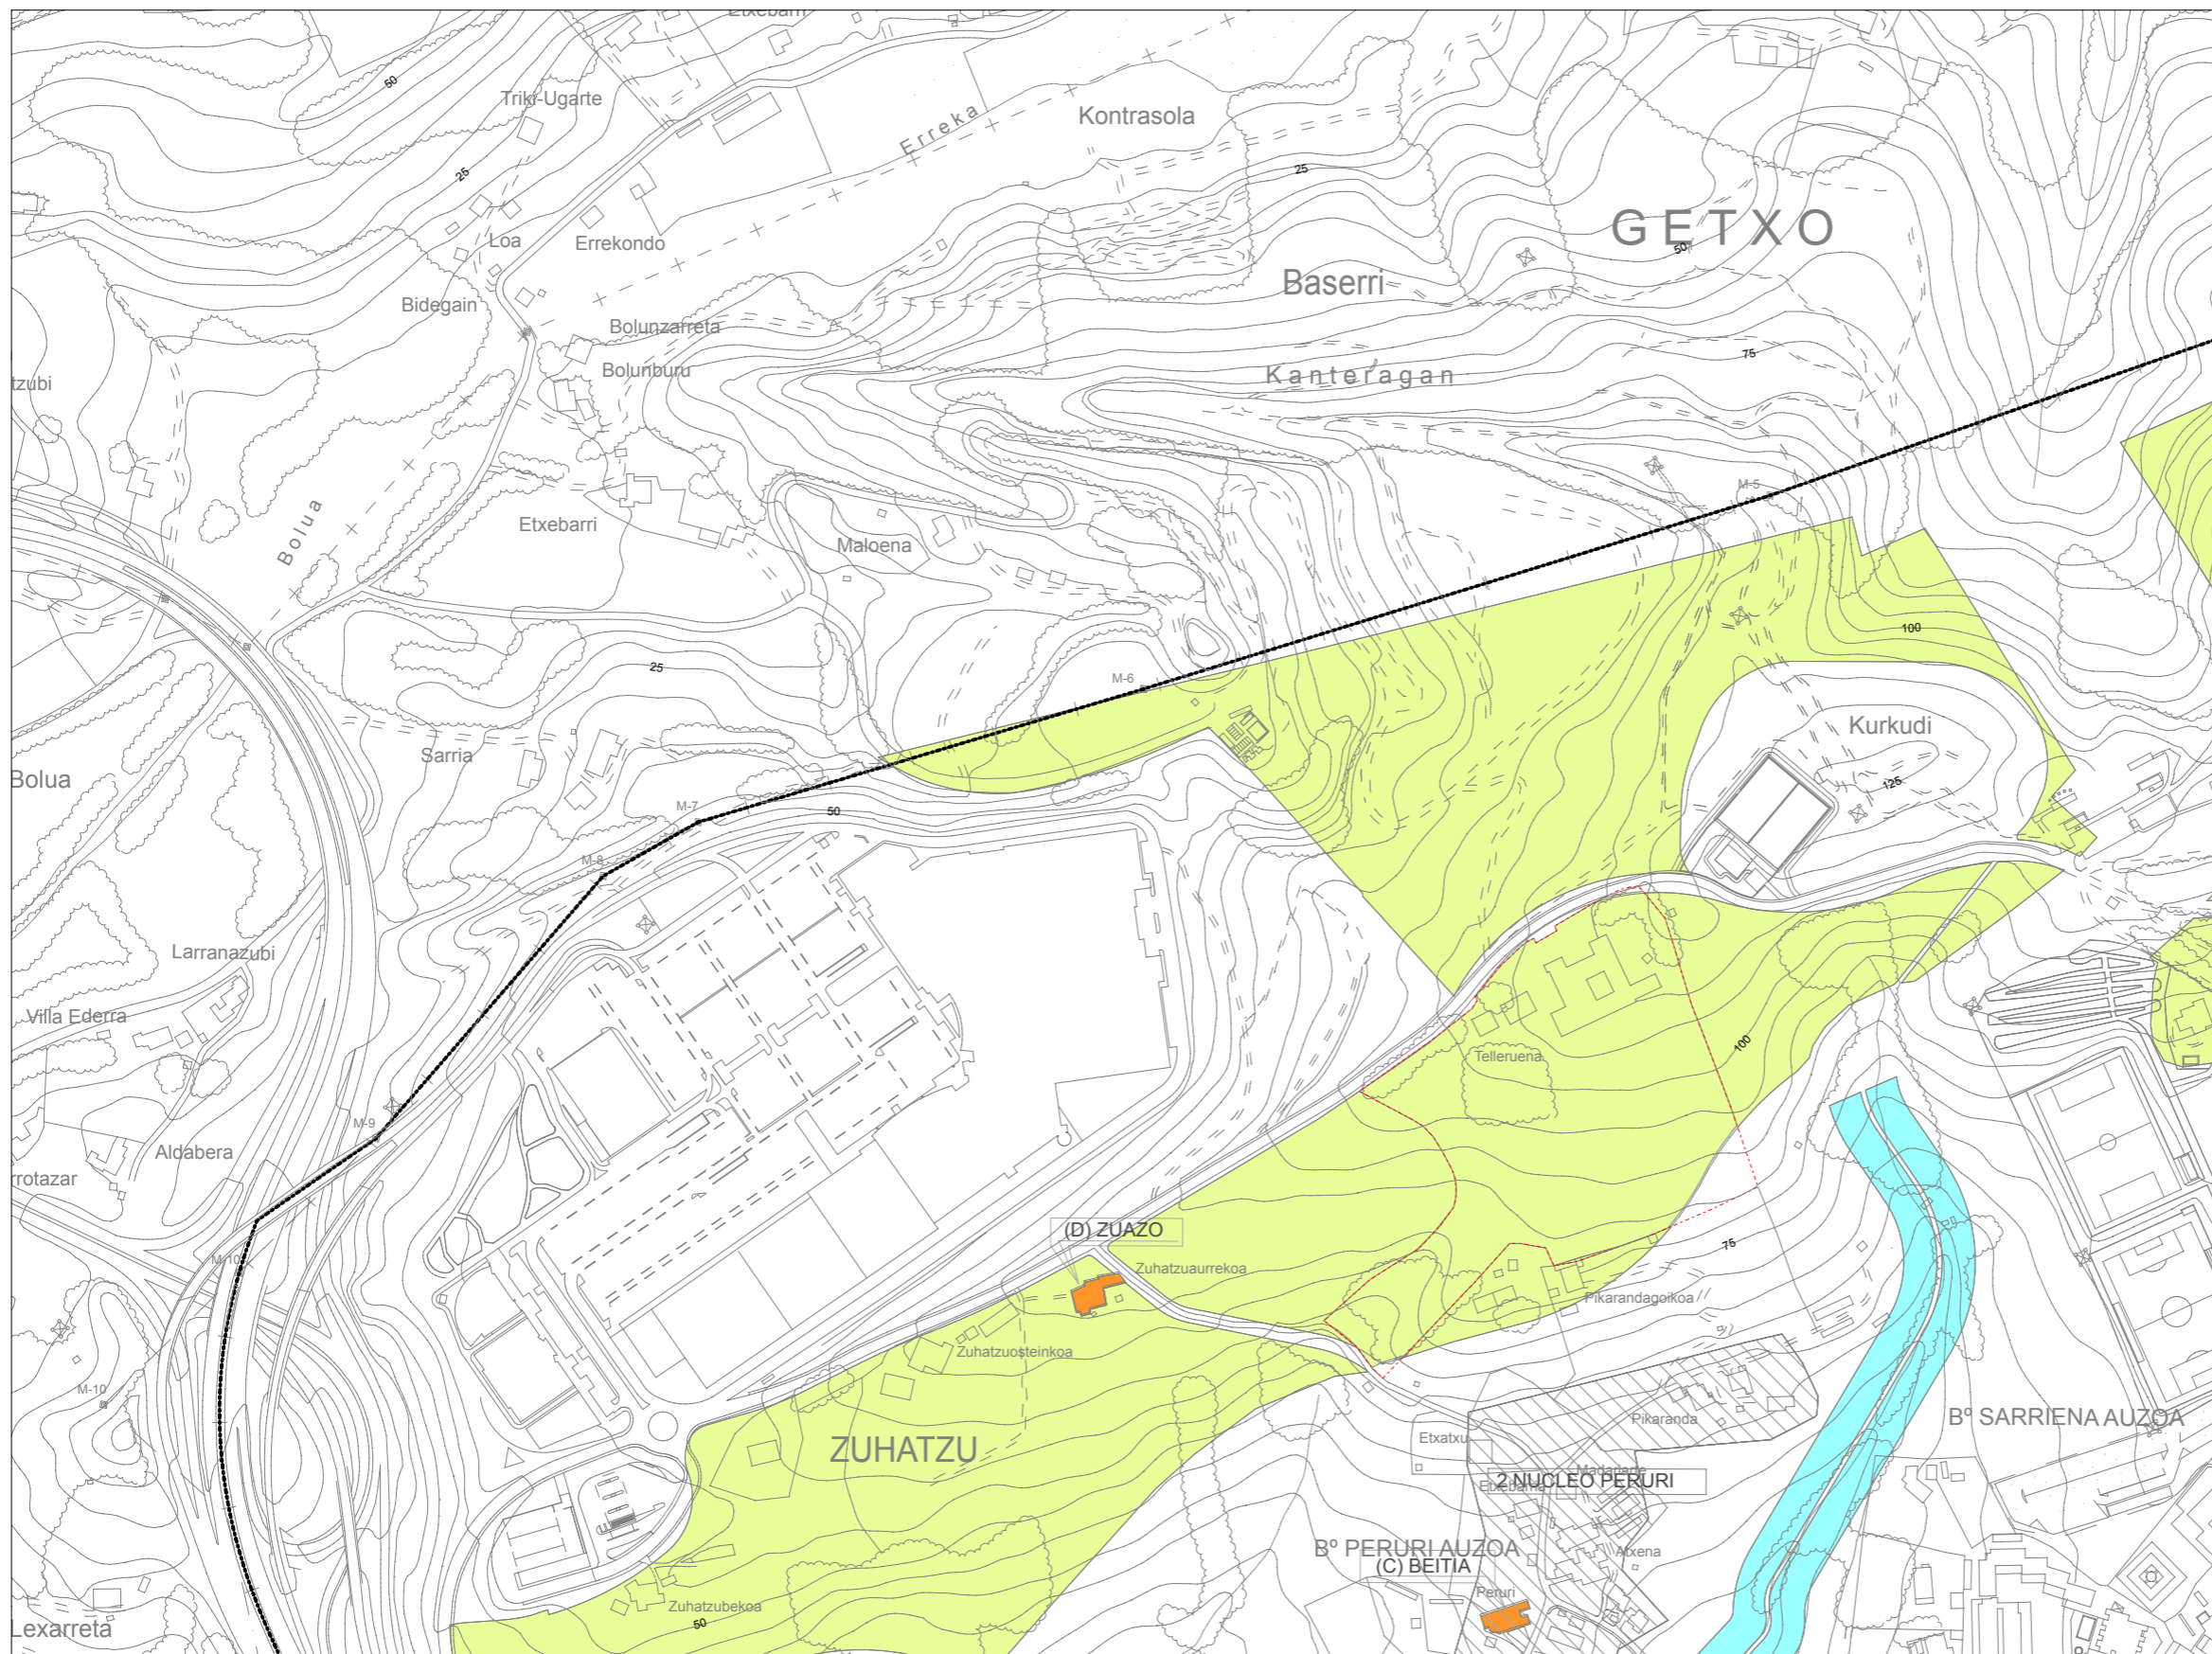 Etxebarri
50
Triki-Ugarte
Erreka
Kontrasola
25
25
GETXO
50
Loa
Errekondo
Baserri
Bidegain
Bolunzarreta
75
Bolunburu
Kanteragan
tzubi
M-5
Bolua
Etxebarri
Maloena
100
25
M-6
Sarria
Kurkudi
Bolua
125
M-7
50
M-8
Larranazubi
Villa Ederra
100
Telleruena
M-9
Aldabera
rrotazar
(D) ZUAZO
75
M-10
Zuhatzuaurrekoa
Pikarandagoikoa
Zuhatzuosteinkoa
M-10
Pikaranda
Bº SARRIENA AUZOA
Etxatxu
ZUHATZU
2 NUCLEO PERURI
Bº PERURI AUZOA
Atxena
(C) BEITIA
Peruri
Zuhatzubekoa
50
Lexarreta